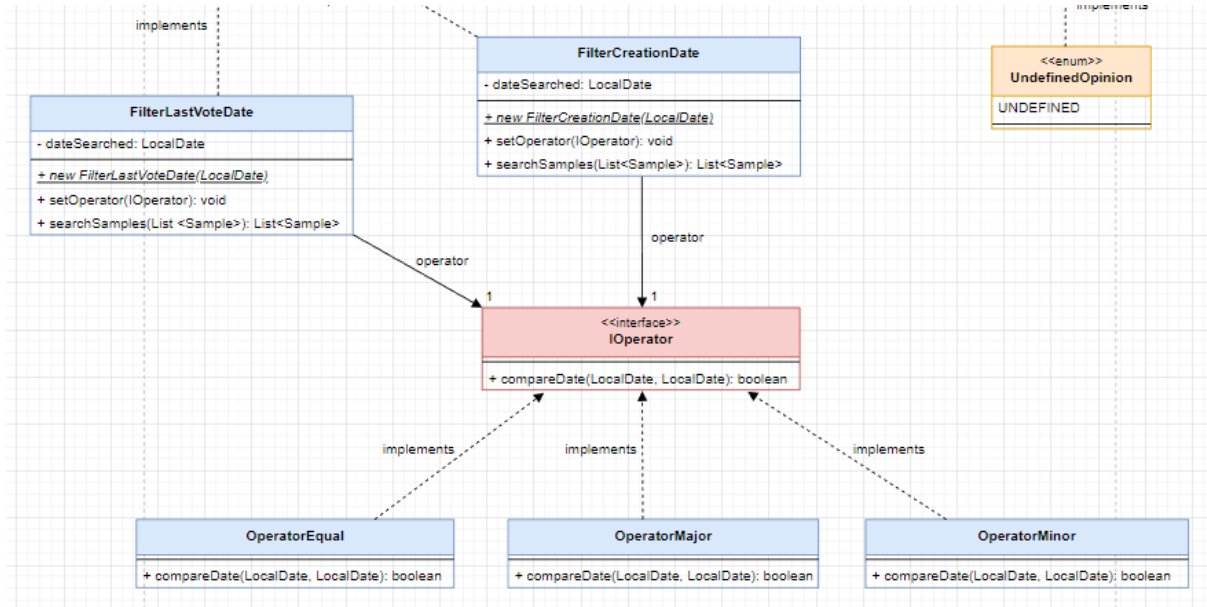 implements
implements
FilterCreationDate
- dateSearched: LocalDate
+ new FilterCreationDate(LocalDate)
+ setOperator(IOperator): void
+ searchSamples(List<Sample>): List<Sample>
<<enum>>
UndefinedOpinion
UNDEFINED
FilterLastVoteDate
- dateSearched: LocalDate
+ new FilterLastVoteDate(LocalDate)
+ setOperator(IOperator): void
+ searchSamples(List <Sample>): List<Sample>
operator
operator
1
1
<<interface>>
IOperator
+ compareDate(LocalDate, LocalDate): boolean
implements
implements
implements
OperatorEqual
+ compareDate(LocalDate, LocalDate): boolean
OperatorMajor
+ compareDate(LocalDate, LocalDate): boolean
OperatorMinor
+ compareDate(LocalDate, LocalDate): boolean